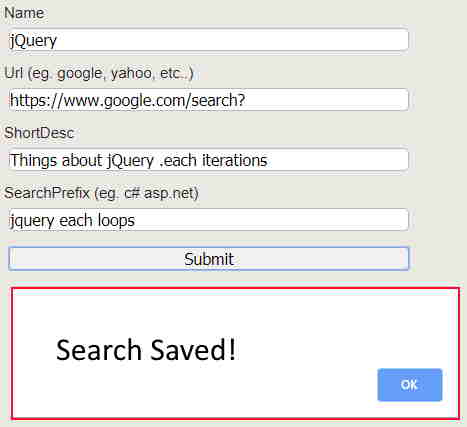 Name
jQuery
Url (eg. google, yahoo, etc..)
https://www.google.com/search?
ShortDesc
Things about jQuery .each iterations
SearchPrefix (eg. c# asp.net)
jquery each loops
Submit
Search Saved!
OK